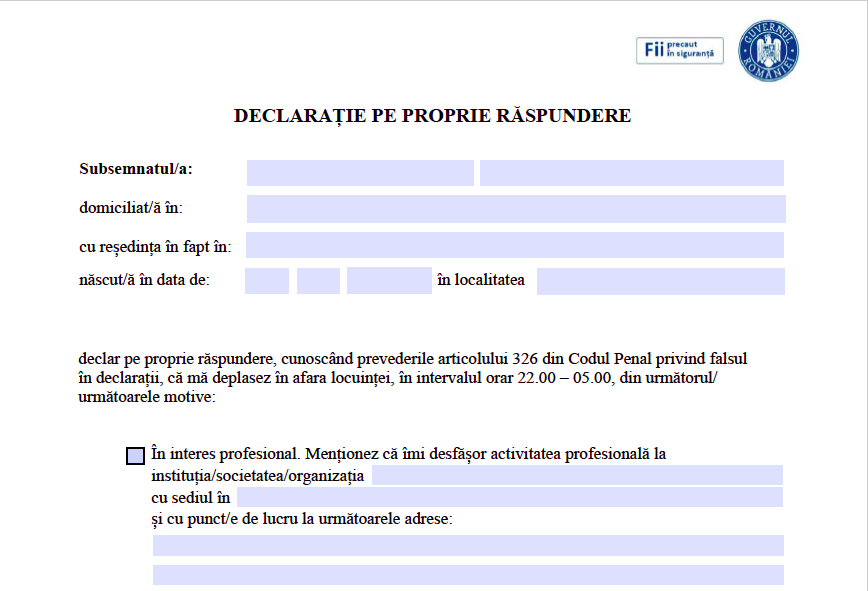 Fii precaut
în siguranță
GUVERNUL ROMÂNIEI
DECLARAȚIE PE PROPRIE RĂSPUNDERE
Subsemnatul/a:
domiciliat/ă în:
cu reședința în fapt în:
născut/ă în data de: în localitatea
declar pe proprie răspundere, cunoscând prevederile articolului 326 din Codul Penal privind falsul
în declarații, că mă deplasez în afara locuinței, în intervalul orar 22.00 – 05.00, din următorul/
următoarele motive:
În interes profesional. Menționez că îmi desfășor activitatea profesională la
instituția/societatea/organizația
cu sediul în
și cu punct/e de lucru la următoarele adrese: